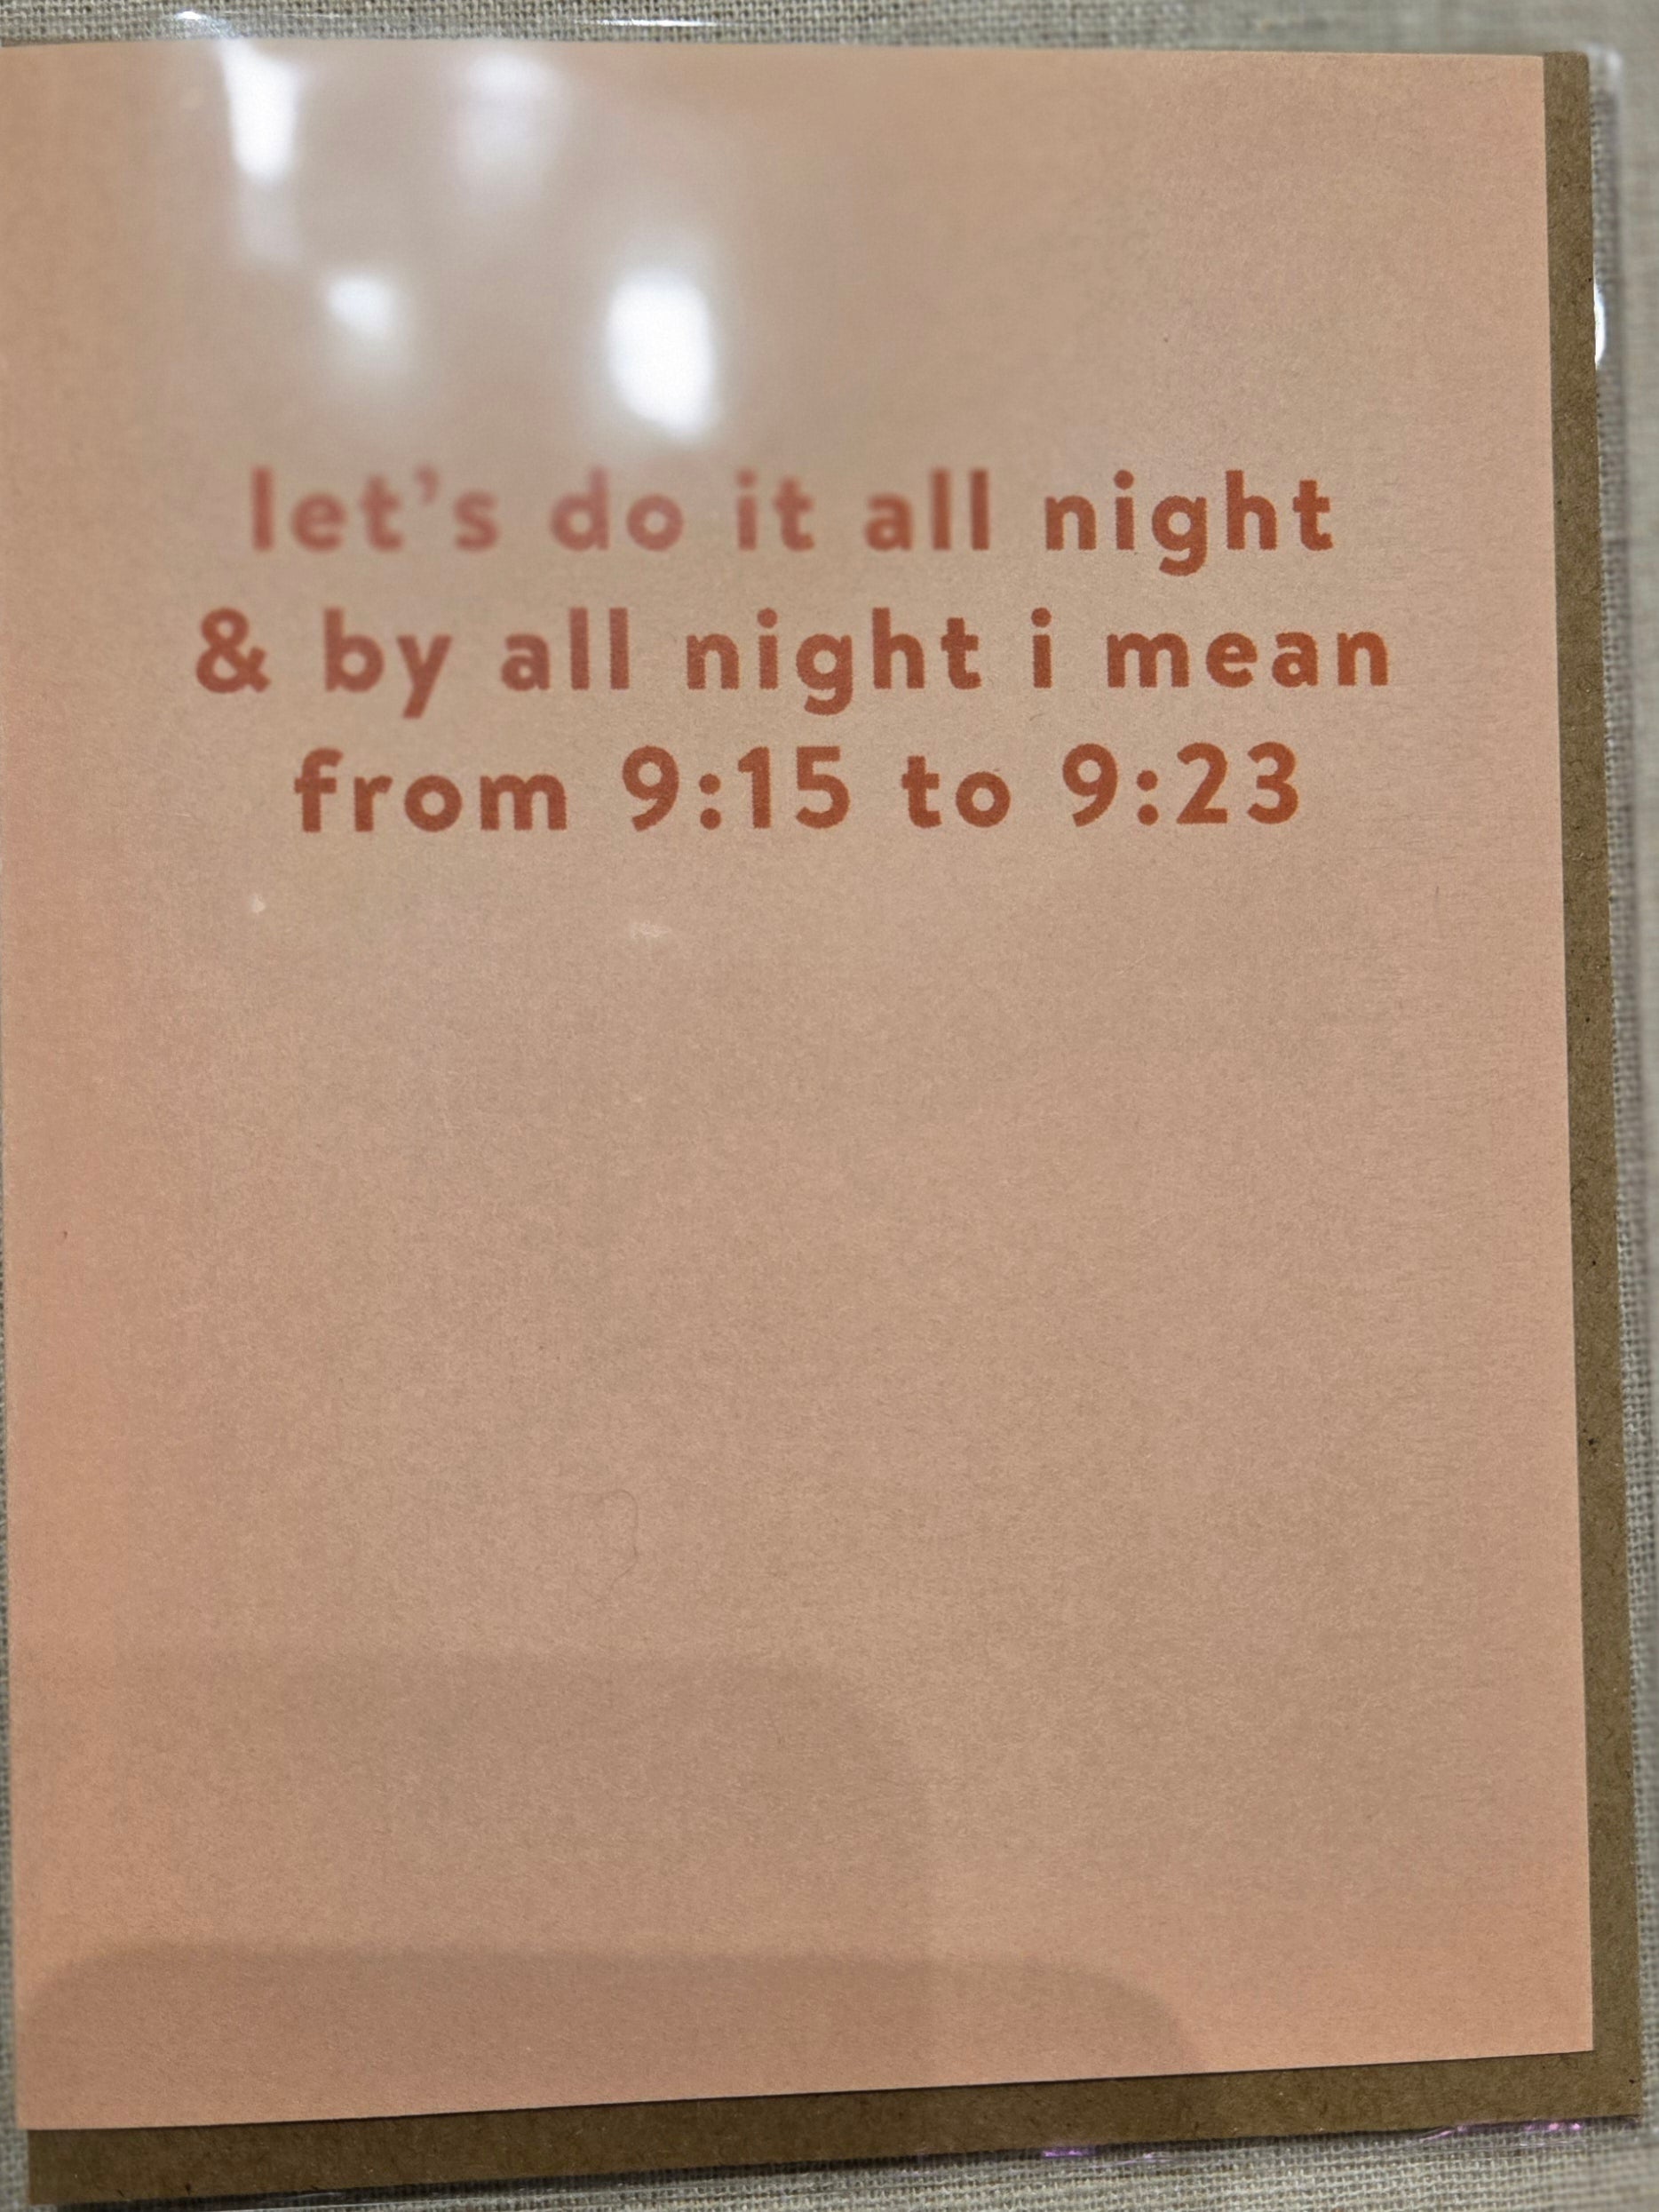 let's do it all night
& by all night i mean
from 9:15 to 9:23